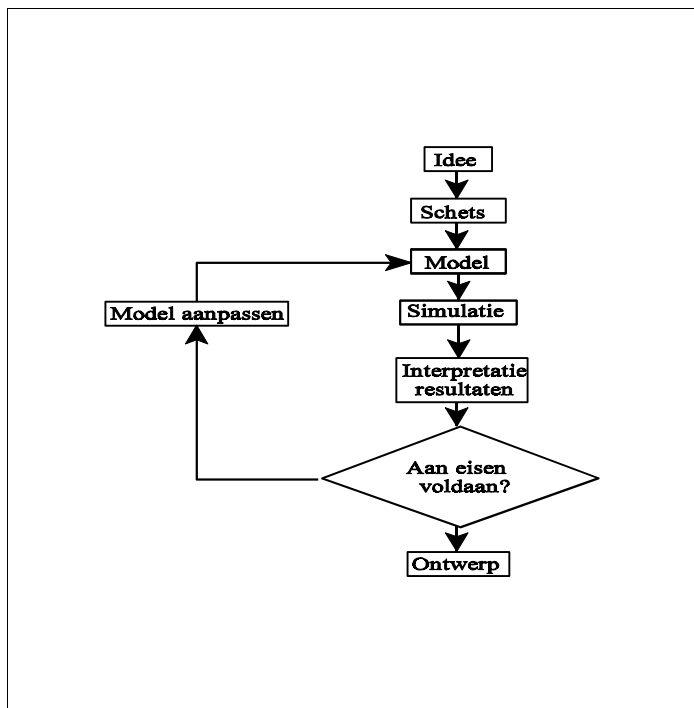 Idee
Schets
Model
Model aanpassen
Simulatie
Interpretatie
resultaten
Aan eisen
voldaan?
Ontwerp